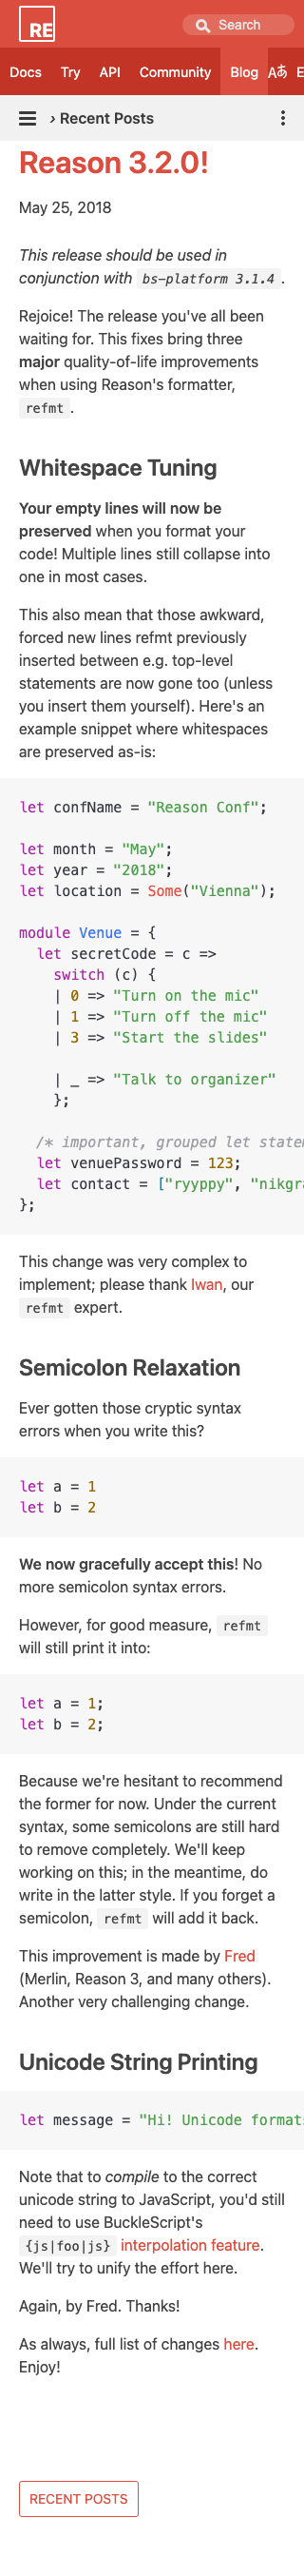 RE
Search
Docs Try API Community Blog Aあ E
› Recent Posts
Reason 3.2.0!
May 25, 2018
This release should be used in
conjunction with bs-platform 3.1.4.
Rejoice! The release you've all been
waiting for. This fixes bring three
major quality-of-life improvements
when using Reason's formatter,
refmt.
Whitespace Tuning
Your empty lines will now be
preserved when you format your
code! Multiple lines still collapse into
one in most cases.
This also mean that those awkward,
forced new lines refmt previously
inserted between e.g. top-level
statements are now gone too (unless
you insert them yourself). Here's an
example snippet where whitespaces
are preserved as-is:
let confName = "Reason Conf";
let month = "May";
let year = "2018";
let location = Some("Vienna");
module Venue = {
let secretCode = c =>
switch (c) {
| 0 => "Turn on the mic"
| 1 => "Turn off the mic"
| 3 => "Start the slides"
| _ => "Talk to organizer"
};
/* important, grouped let state
let venuePassword = 123;
let contact = ["ryyppy", "nikgr
};
This change was very complex to
implement; please thank Iwan, our
refmt expert.
Semicolon Relaxation
Ever gotten those cryptic syntax
errors when you write this?
let a = 1
let b = 2
We now gracefully accept this! No
more semicolon syntax errors.
However, for good measure, refmt
will still print it into:
let a = 1;
let b = 2;
Because we're hesitant to recommend
the former for now. Under the current
syntax, some semicolons are still hard
to remove completely. We'll keep
working on this; in the meantime, do
write in the latter style. If you forget a
semicolon, refmt will add it back.
This improvement is made by Fred
(Merlin, Reason 3, and many others).
Another very challenging change.
Unicode String Printing
let message = "Hi! Unicode format
Note that to compile to the correct
unicode string to JavaScript, you'd still
need to use BuckleScript's
{js|foo|js} interpolation feature.
We'll try to unify the effort here.
Again, by Fred. Thanks!
As always, full list of changes here.
Enjoy!
RECENT POSTS